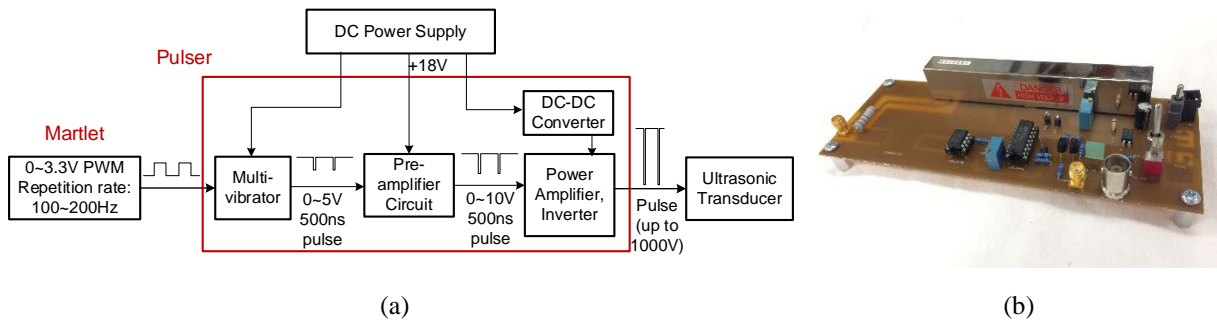 DC Power Supply
Pulser
+18V
DC-DC
Converter
Martlet
0~3.3V PWM
Repetition rate:
100~200Hz
Multi-
vibrator
0~5V
500ns
pulse
Pre-
amplifier
Circuit
0~10V
500ns
pulse
Power
Amplifier,
Inverter
Pulse
(up to
1000V)
Ultrasonic
Transducer
DANGER
HIGH VOLTAGE
(a)
(b)